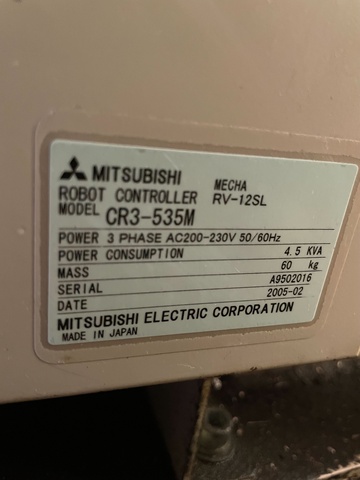 MITSUBISHI
ROBOT CONTROLLER MECHA RV-12SL
MODEL CR3-535M
POWER 3 PHASE AC200-230V 50/60Hz
POWER CONSUMPTION 4.5 KVA
MASS 60 kg
SERIAL A9502016
DATE 2005-02
MITSUBISHI ELECTRIC CORPORATION
MADE IN JAPAN